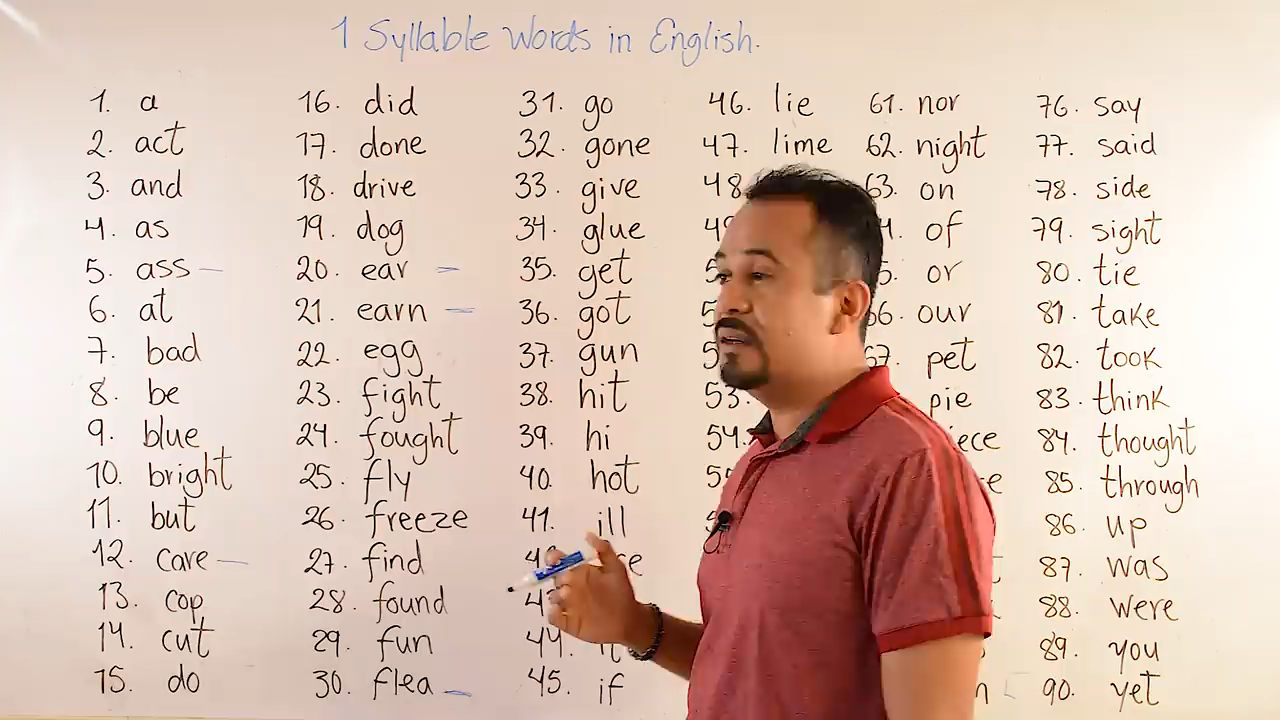 1 Syllable Words in English.
1. a
2. act
3. and
4. as
5. ass
6. at
7. bad
8. be
9. blue
10. bright
11. but
12. care
13. cop
14. cut
15. do
16. did
17. done
18. drive
19. dog
20. ear
21. earn
22. egg
23. fight
24. fought
25. fly
26. freeze
27. find
28. found
29. fun
30. flea
31. go
32. gone
33. give
34. glue
35. get
36. got
37. gun
38. hit
39. hi
40. hot
41. ill
44.
45. if
46. lie
47. lime
48
53.
54.
61. nor
62. night
63. on
of
or
our
67. pet
pie
76. say
77. said
78. side
79. sight
80. tie
81. take
82. took
83. think
84. thought
85. through
86. up
87. was
88. were
89. you
90. yet